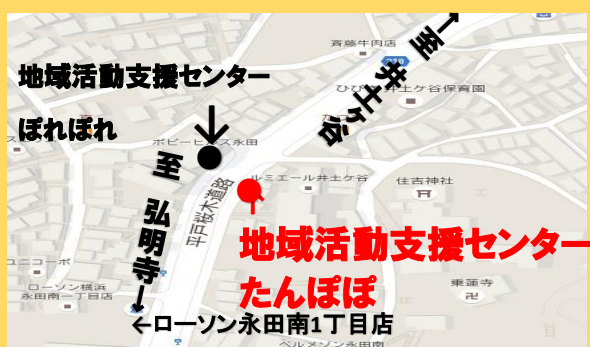 斉藤牛肉店
↑至 井土ケ谷
地域活動支援センター
ぽれぽれ
210
ひびき井土ケ谷保育園
ポピーヒルズ永田
至 弘明寺↓
平戸桜木道路
ルミエール井土ケ谷
住吉神社
地域活動支援センター
たんぽぽ
ユニコーポ
ローソン横浜
永田南一丁目店
乗蓮寺
←ローソン永田南1丁目店
ベルメゾン永田南